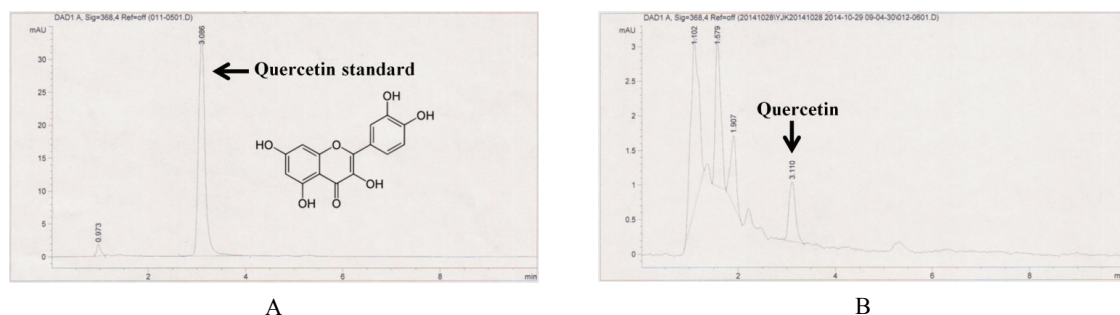 DAD1 A, Sig=368,4 Ref=off (011-0501.D)
mAU
3.086
30
25
20
15
10
5
0
0.973
2
4
6
8
min
Quercetin standard
OH
OH
HO
O
OH
OH
O
A
DAD1 A, Sig=368,4 Ref=off (20141028\YJK20141028 2014-10-29 09-04-30\012-0601.D)
mAU
1.102
1.579
3
2.5
2
1.5
1
0.5
0
1.907
Quercetin
3.110
2
4
6
8
m
B